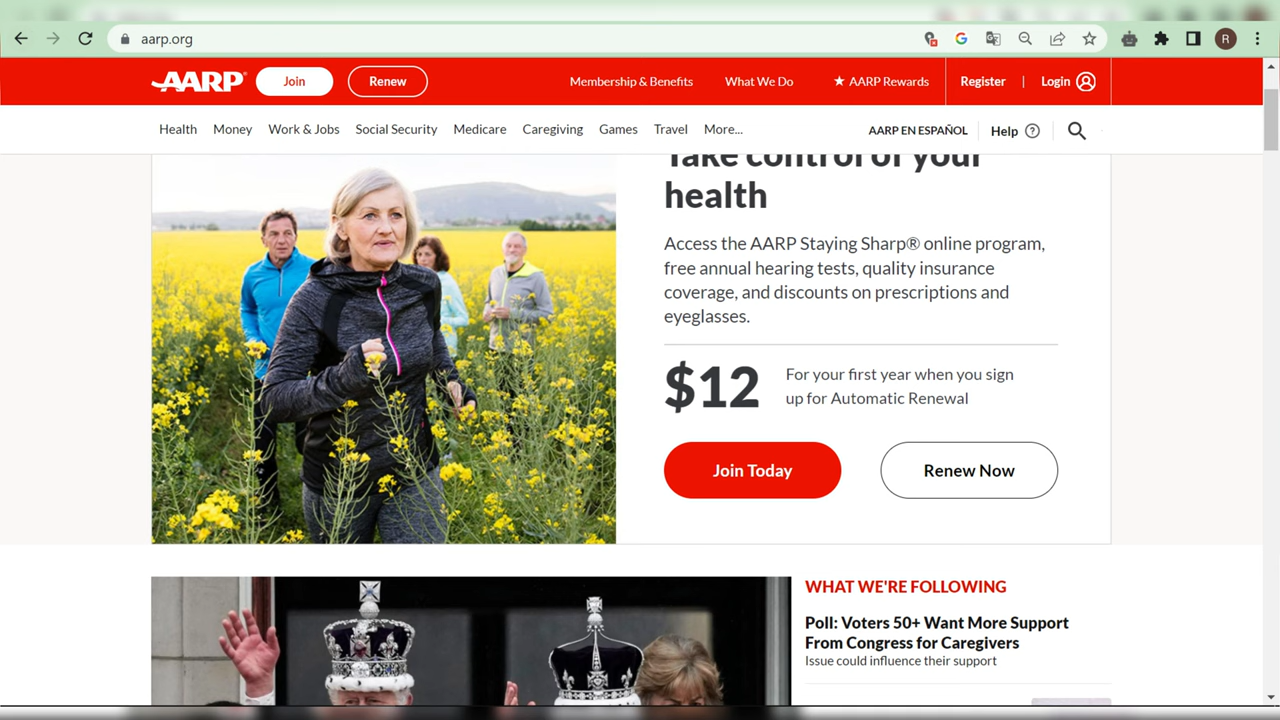 aarp.org
R
AARP
Join
Renew
Membership & Benefits
What We Do
★ AARP Rewards
Register
Login
Health
Money
Work & Jobs
Social Security
Medicare
Caregiving
Games
Travel
More...
AARP EN ESPAÑOL
Help
Take control of your
health
Access the AARP Staying Sharp® online program,
free annual hearing tests, quality insurance
coverage, and discounts on prescriptions and
eyeglasses.
$12
For your first year when you sign
up for Automatic Renewal
Join Today
Renew Now
WHAT WE'RE FOLLOWING
Poll: Voters 50+ Want More Support
From Congress for Caregivers
Issue could influence their support